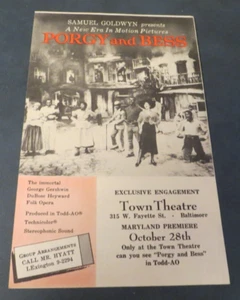 SAMUEL GOLDWYN presents
A New Era In Motion Pictures
PORGY and BESS
The immortal
George Gershwin
DuBose Heyward
Folk Opera
Produced in Todd-AO®
Technicolor®
Stereophonic Sound
GROUP ARRANGEMENTS
CALL MR. HYATT
LExington
EXCLUSIVE ENGAGEMENT
Town Theatre
315 W. Fayette St. - Baltimore
MARYLAND PREMIERE
October 28th
Only at the Town Theatre
can you see "Porgy and Bess"
in Todd-AO